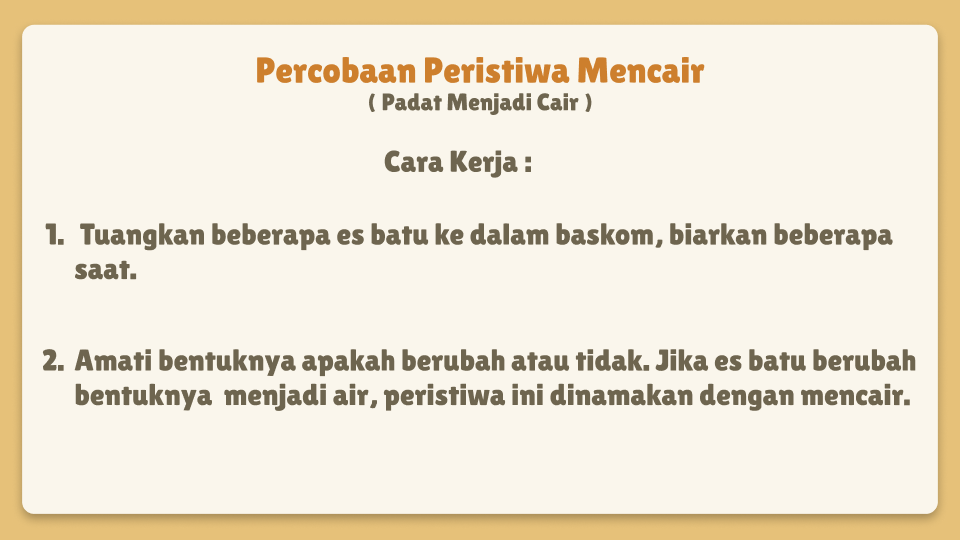 Percobaan Peristiwa Mencair
( Padat Menjadi Cair )
Cara Kerja :
1. Tuangkan beberapa es batu ke dalam baskom, biarkan beberapa
saat.
2. Amati bentuknya apakah berubah atau tidak. Jika es batu berubah
bentuknya menjadi air, peristiwa ini dinamakan dengan mencair.